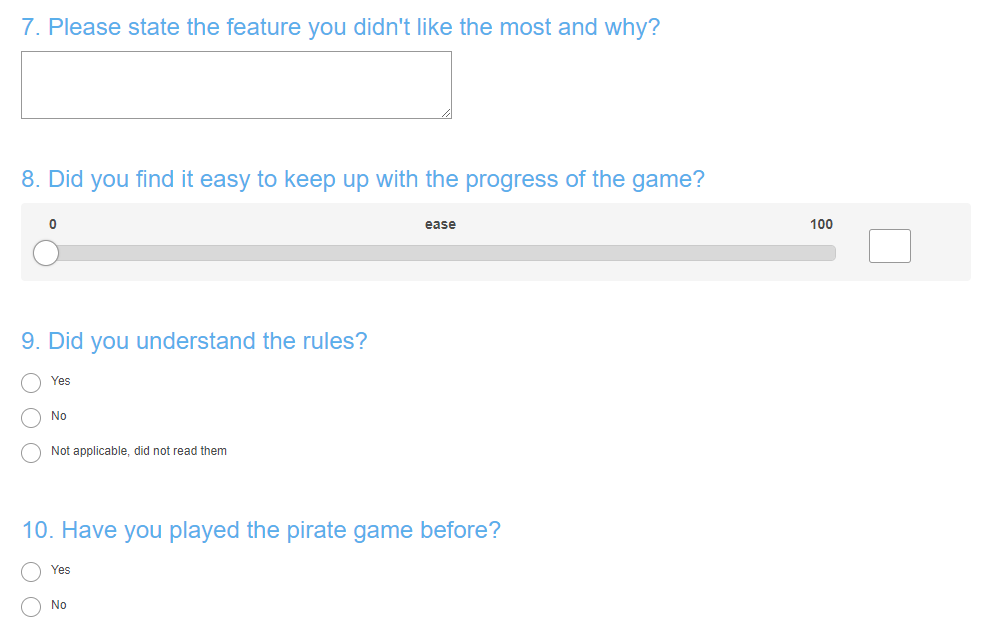 7. Please state the feature you didn't like the most and why?
8. Did you find it easy to keep up with the progress of the game?
0 ease 100
9. Did you understand the rules?
Yes
No
Not applicable, did not read them
10. Have you played the pirate game before?
Yes
No